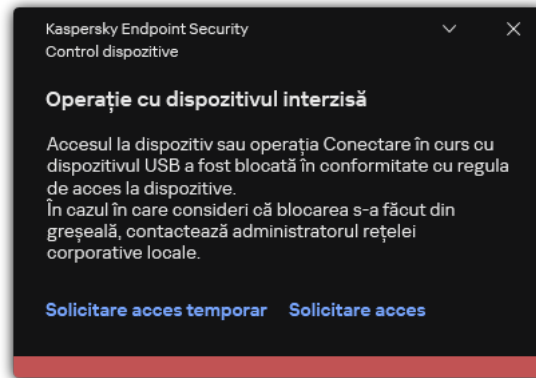 Kaspersky Endpoint Security
Control dispozitive
Operație cu dispozitivul interzisă
Accesul la dispozitiv sau operația Conectare în curs cu
dispozitivul USB a fost blocată în conformitate cu regula
de acces la dispozitive.
În cazul în care consideri că blocarea s-a făcut din
greșeală, contactează administratorul rețelei
corporative locale.
Solicitare acces temporar Solicitare acces